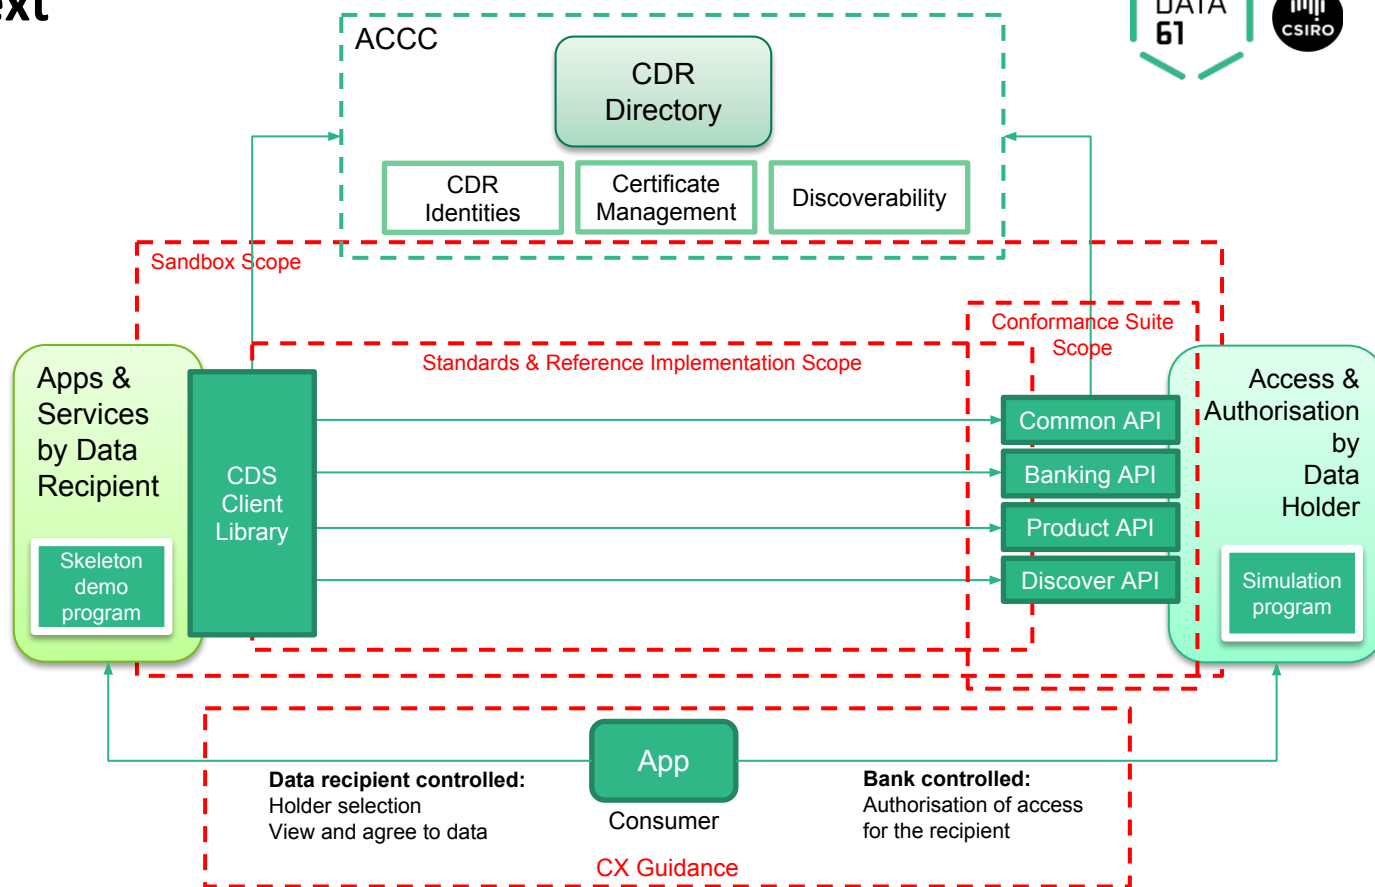 ext
DATA
61
CSIRO
ACCC
CDR
Directory
CDR
Identities
Certificate
Management
Discoverability
Sandbox Scope
Conformance Suite
Scope
Standards & Reference Implementation Scope
Apps &
Services
by Data
Recipient
CDS
Client
Library
Skeleton
demo
program
Common API
Banking API
Product API
Discover API
Access &
Authorisation
by
Data
Holder
Simulation
program
App
Consumer
Data recipient controlled:
Holder selection
View and agree to data
Bank controlled:
Authorisation of access
for the recipient
CX Guidance